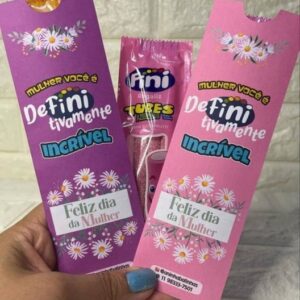 MULHER VOCÊ É
DeFINI
tivamente
INCRÍVEL
Feliz dia
da Mulher
Fini
TUBES
MULHER VOCÊ É
DeFINI
tivamente
INCRÍVEL
Feliz dia
da Mulher